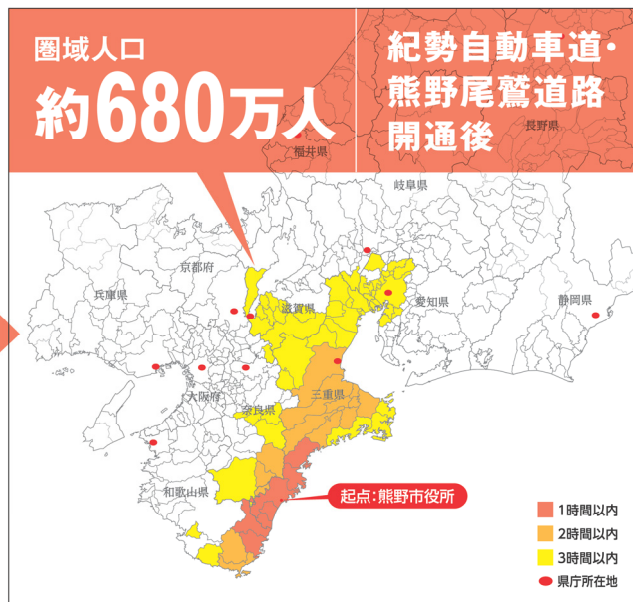 圏域人口
約680万人
紀勢自動車道・
熊野尾鷲道路
開通後
長野県
福井県
岐阜県
京都府
兵庫県
滋賀県
愛知県
静岡県
大阪府
奈良県
三重県
和歌山県
起点:熊野市役所
1時間以内
2時間以内
3時間以内
県庁所在地